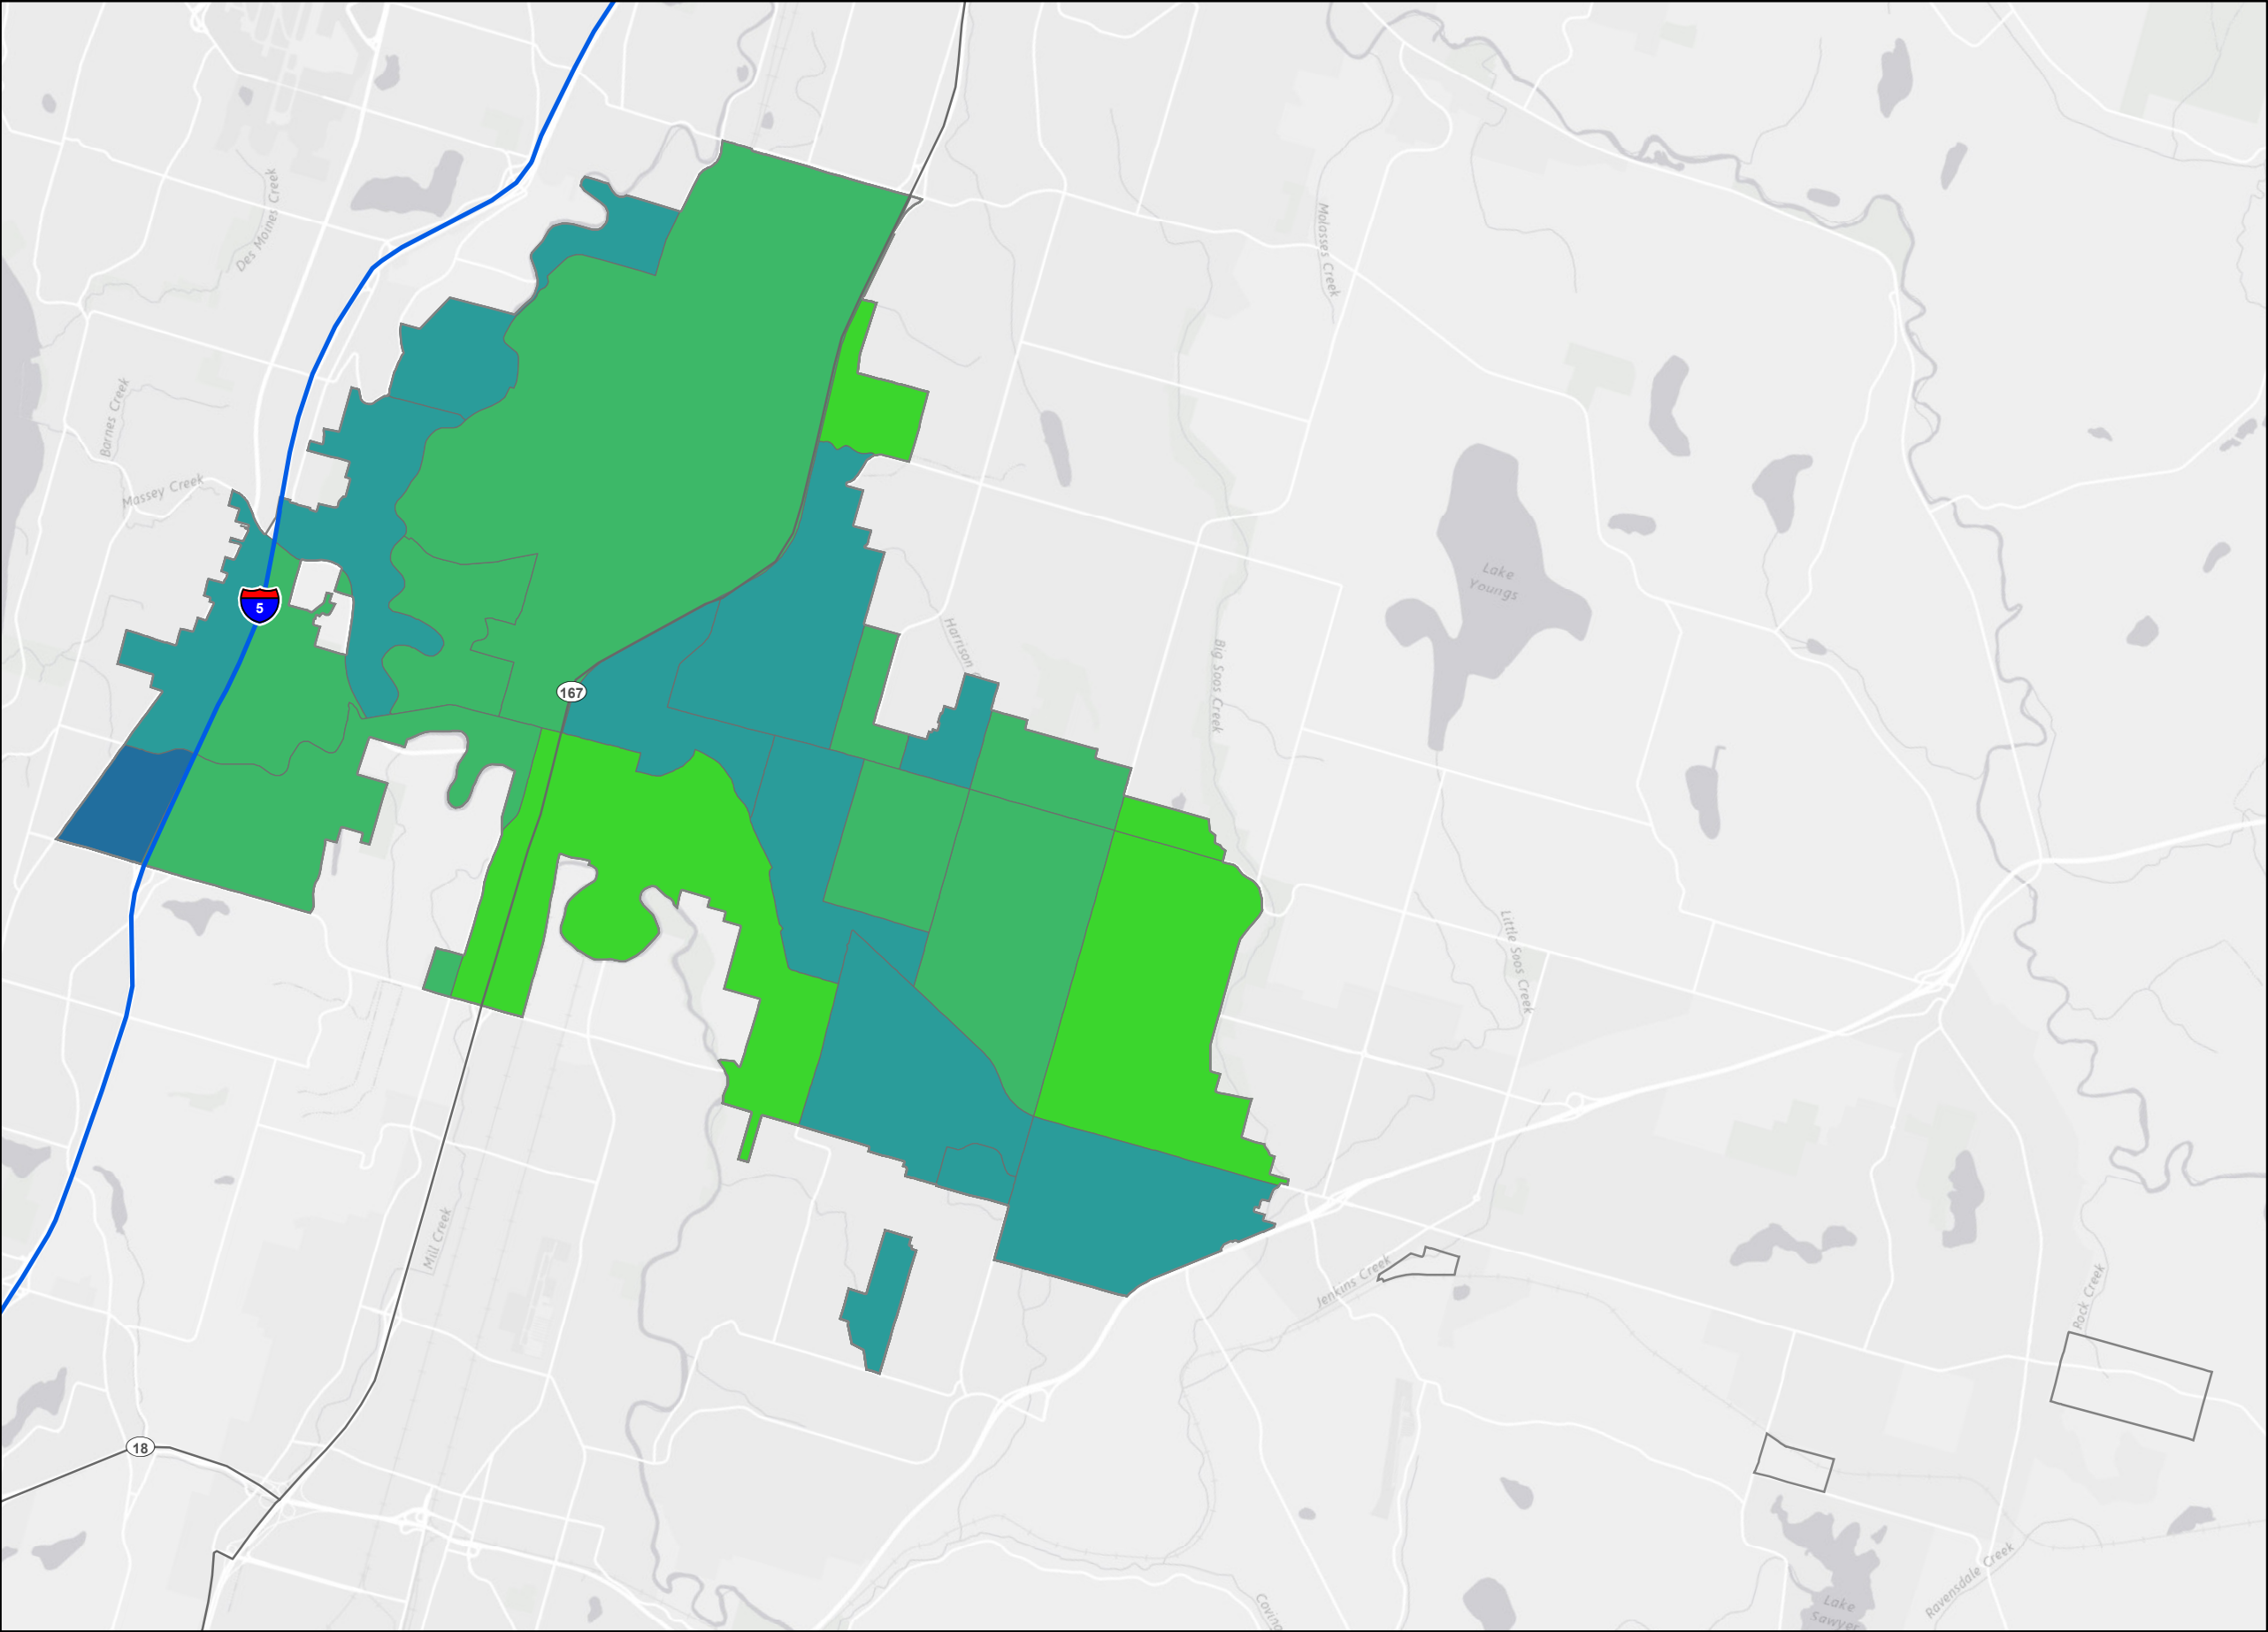 Des Moines Creek
Molasses Creek
Barnes Creek
Massey Creek
Lake
Youngs
5
Harrison
Big Soos Creek
167
Little Soos Creek
Mill Creek
Jenkins Creek
Rock Creek
18
Ravensdale Creek
Lake
Sawyer
Coving